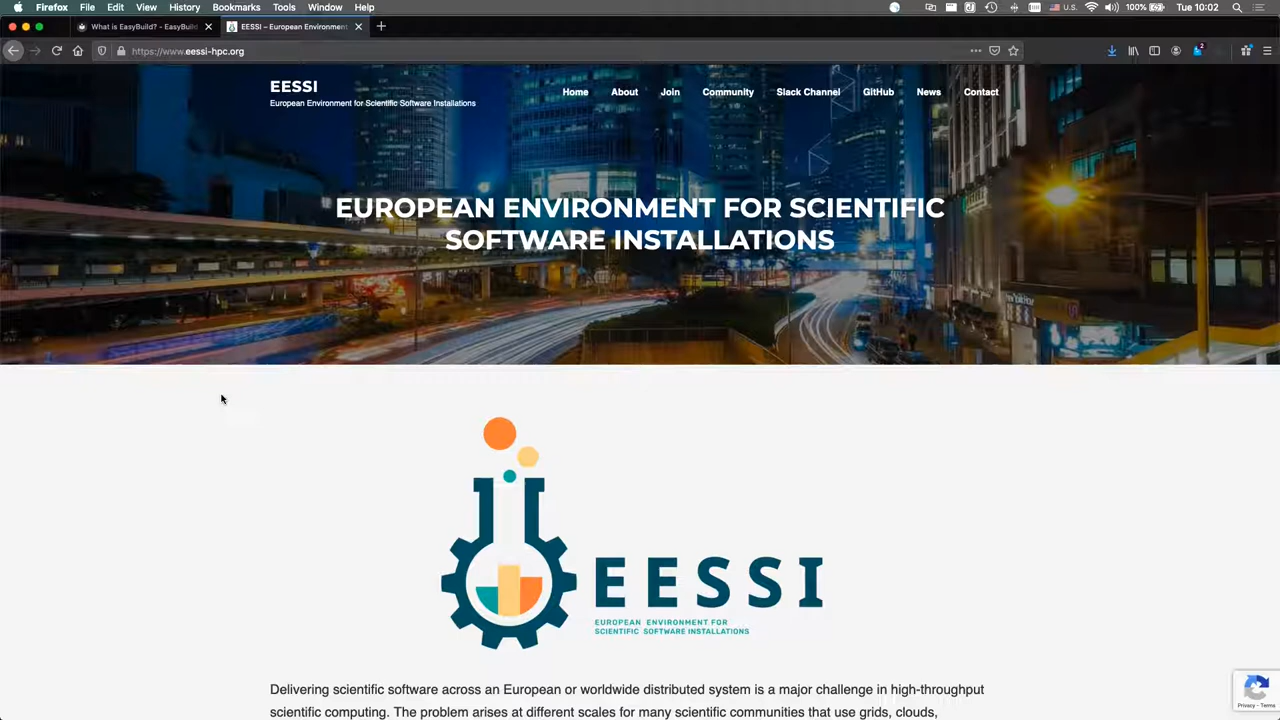 Firefox File Edit View History Bookmarks Tools Window Help
U.S. 100% Tue 10:02
What is EasyBuild? - EasyBuild
EESSI – European Environment
https://www.eessi-hpc.org
2
EESSI
European Environment for Scientific Software Installations
Home About Join Community Slack Channel GitHub News Contact
EUROPEAN ENVIRONMENT FOR SCIENTIFIC
SOFTWARE INSTALLATIONS
EESSI
EUROPEAN ENVIRONMENT FOR
SCIENTIFIC SOFTWARE INSTALLATIONS
Delivering scientific software across an European or worldwide distributed system is a major challenge in high-throughput
scientific computing. The problem arises at different scales for many scientific communities that use grids, clouds,
Privacy - Terms